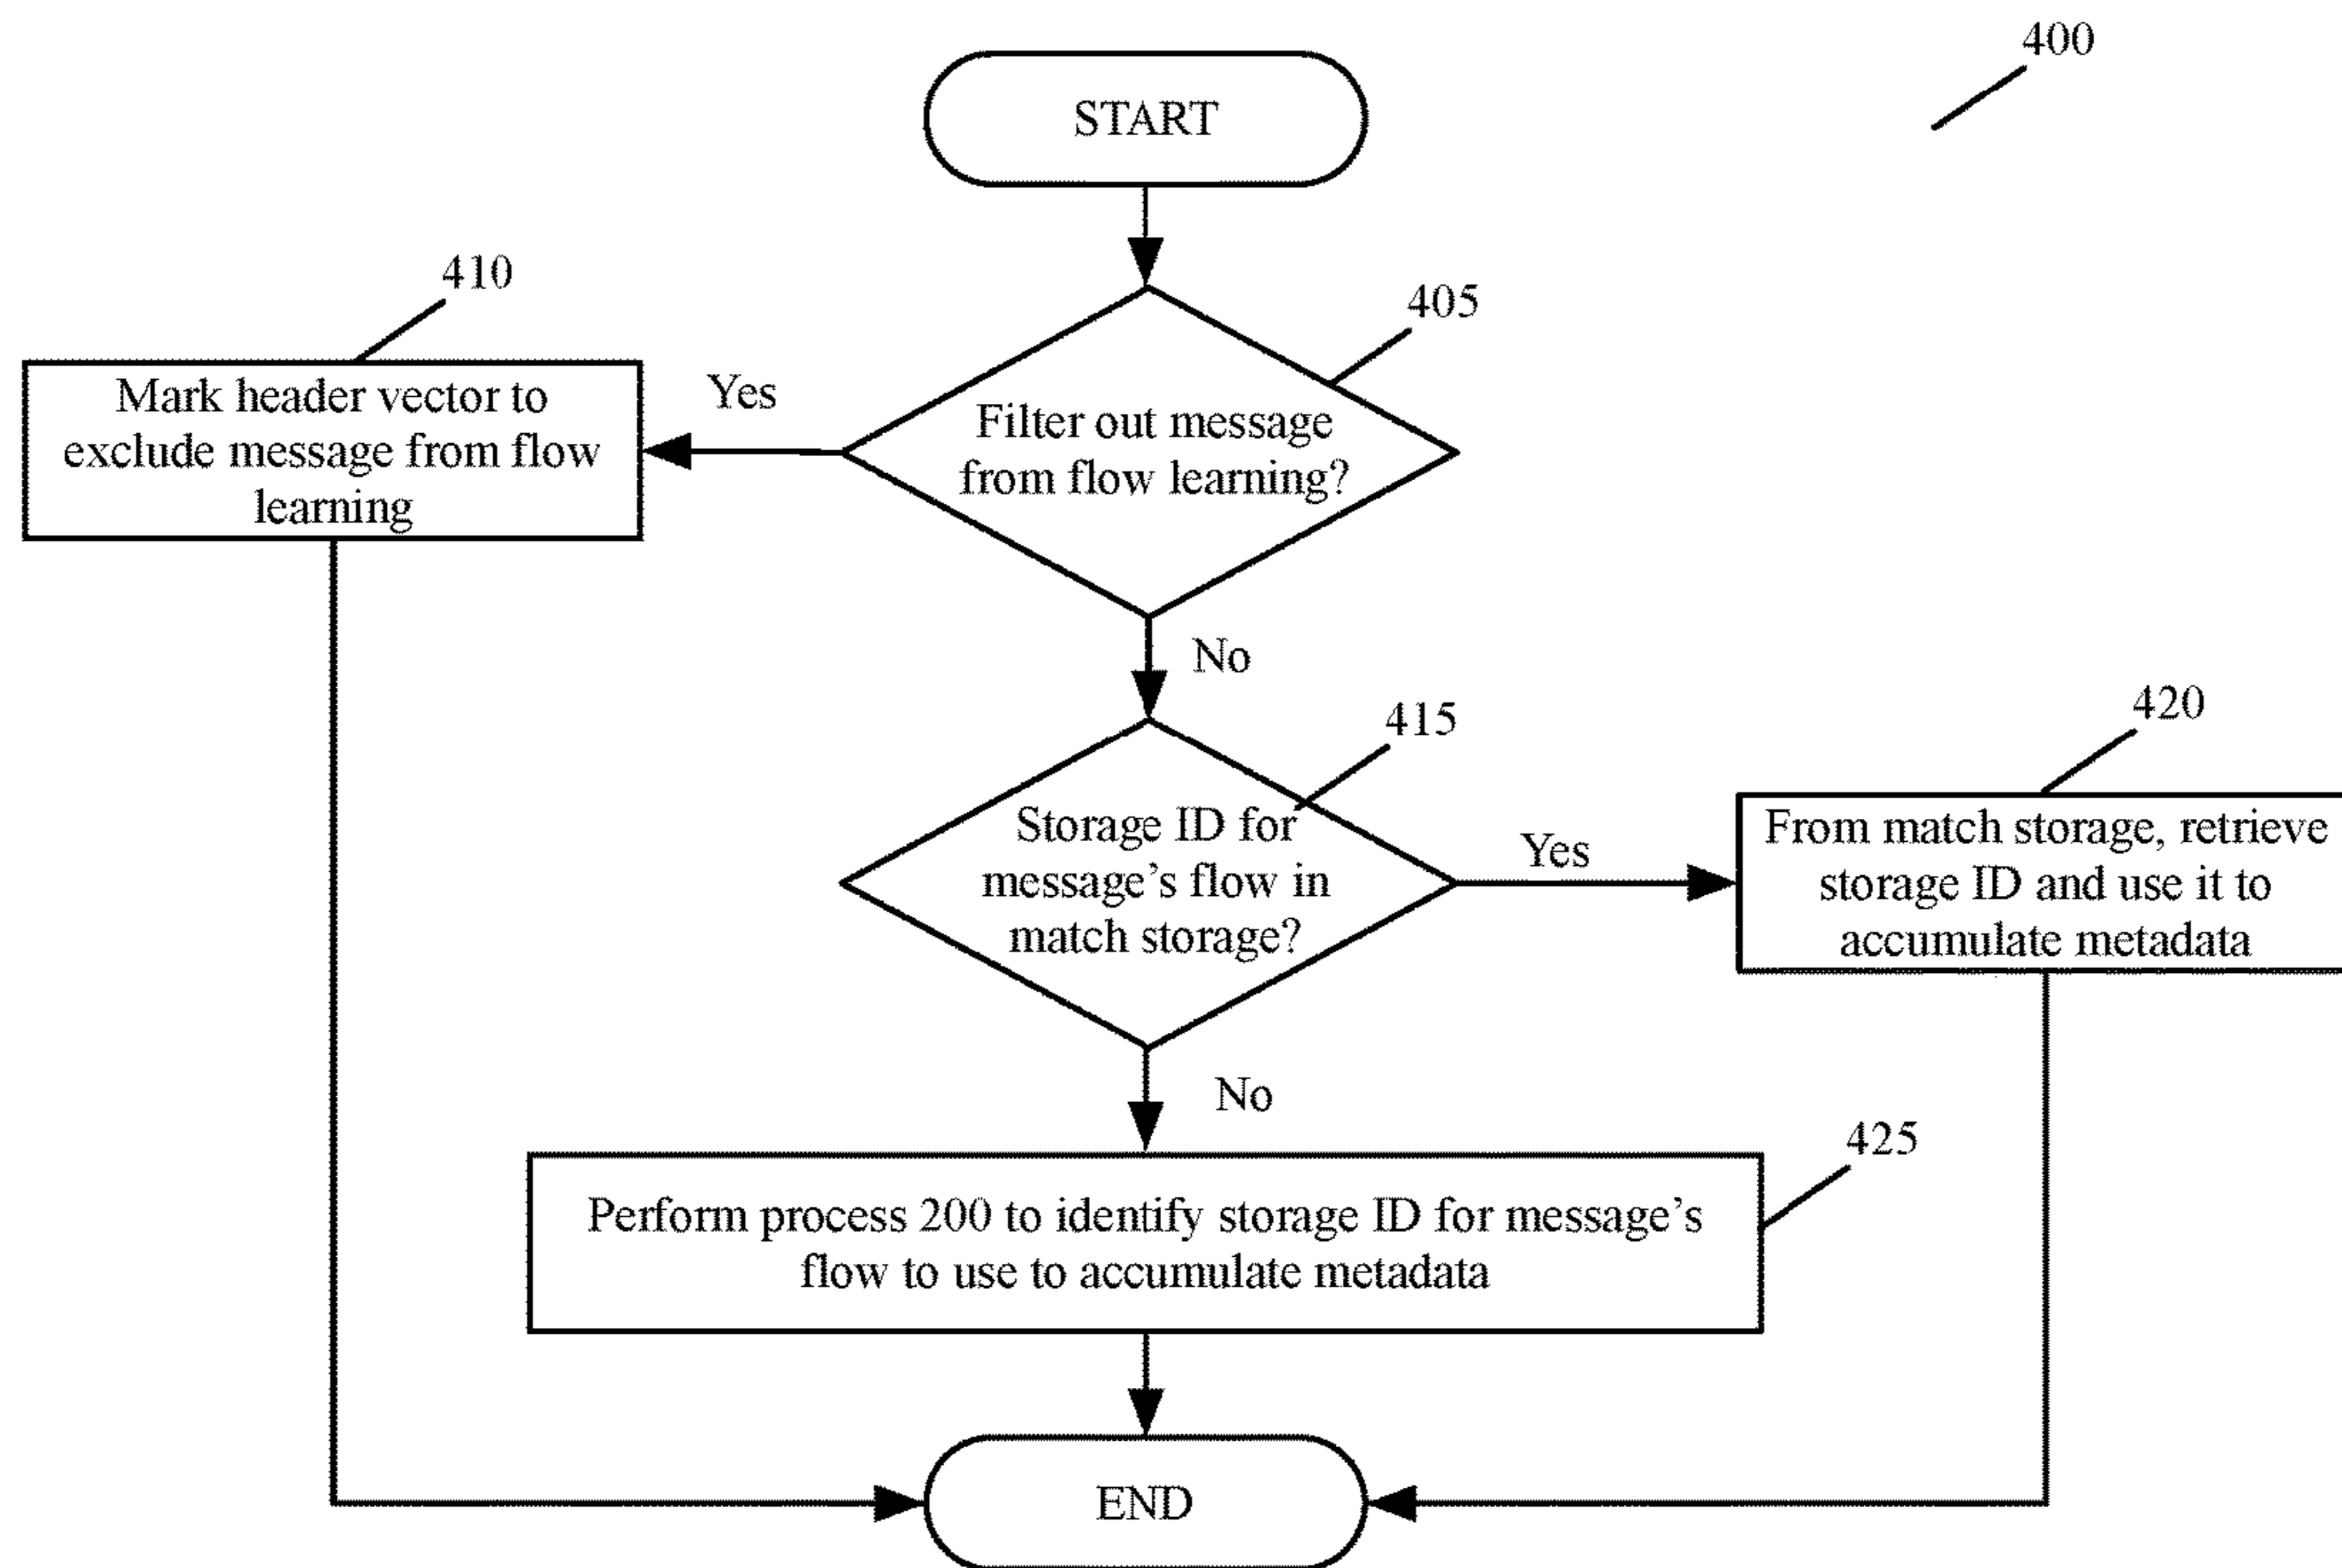 400
START
410
405
Mark header vector to
exclude message from flow
learning
Yes
Filter out message
from flow learning?
No
415
420
Storage ID for
message's flow in
match storage?
Yes
From match storage, retrieve
storage ID and use it to
accumulate metadata
No
425
Perform process 200 to identify storage ID for message's
flow to use to accumulate metadata
END